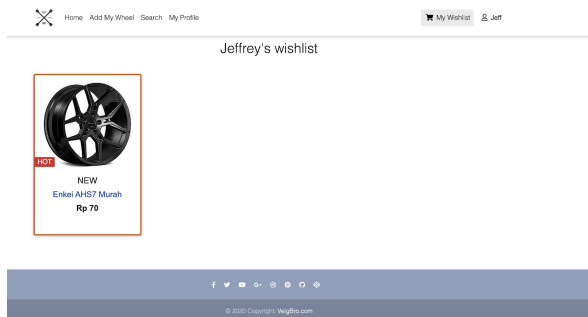 Home Add My Wheel Search My Profile My Wishlist Jeff
Jeffrey's wishlist
HOT
NEW
Enkei AHS7 Murah
Rp 70
© 2020 Copyright: VelgBro.com